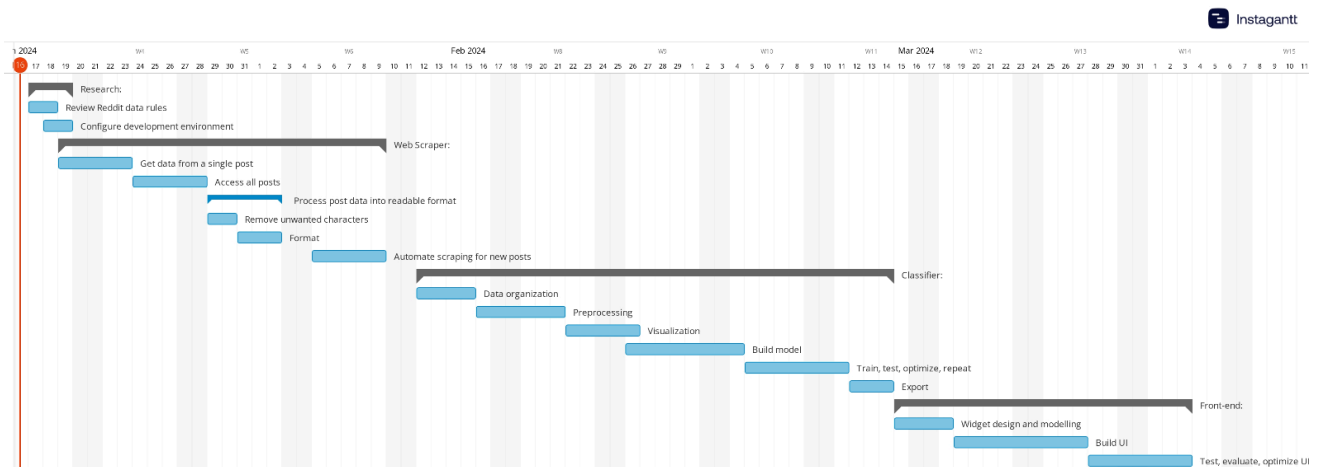 Instagantt
2024 W4 W5 W6 Feb 2024 W8 W9 W10 W11 Mar 2024 W12 W13 W14 W15
16 17 18 19 20 21 22 23 24 25 26 27 28 29 30 31 1 2 3 4 5 6 7 8 9 10 11 12 13 14 15 16 17 18 19 20 21 22 23 24 25 26 27 28 29 1 2 3 4 5 6 7 8 9 10 11 12 13 14 15 16 17 18 19 20 21 22 23 24 25 26 27 28 29 30 31 1 2 3 4 5 6 7 8 9 10 11
Research:
Review Reddit data rules
Configure development environment
Web Scraper:
Get data from a single post
Access all posts
Process post data into readable format
Remove unwanted characters
Format
Automate scraping for new posts
Classifier:
Data organization
Preprocessing
Visualization
Build model
Train, test, optimize, repeat
Export
Front-end:
Widget design and modelling
Build UI
Test, evaluate, optimize UI